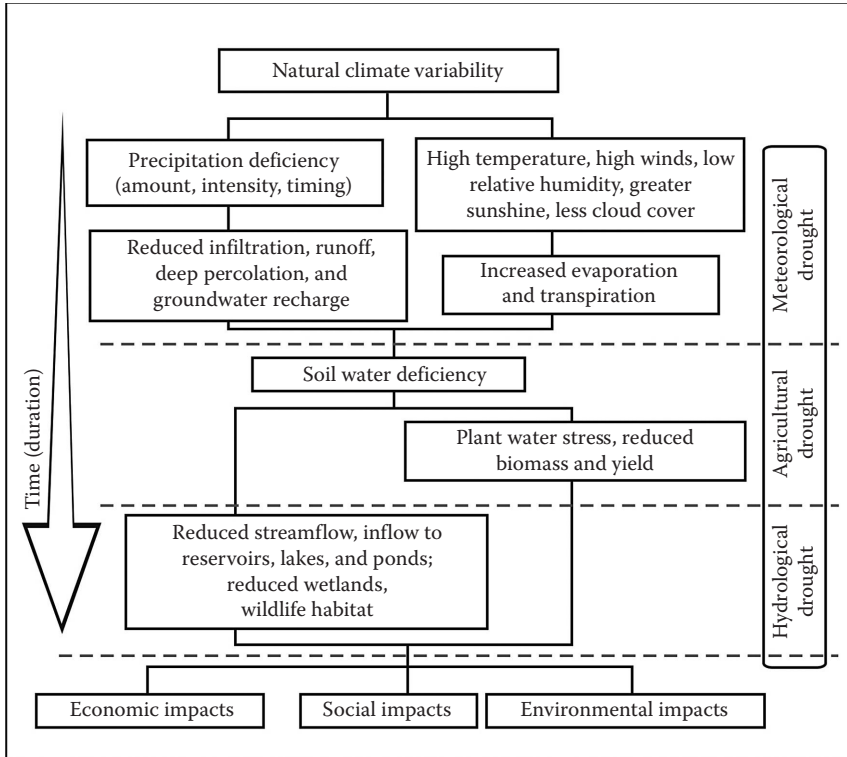 Natural climate variability
Precipitation deficiency
(amount, intensity, timing)
High temperature, high winds, low
relative humidity, greater
sunshine, less cloud cover
Reduced infiltration, runoff,
deep percolation, and
groundwater recharge
Increased evaporation
and transpiration
Meteorological
drought
Soil water deficiency
Plant water stress, reduced
biomass and yield
Agricultural
drought
Time (duration)
Reduced streamflow, inflow to
reservoirs, lakes, and ponds;
reduced wetlands,
wildlife habitat
Hydrological
drought
Economic impacts
Social impacts
Environmental impacts